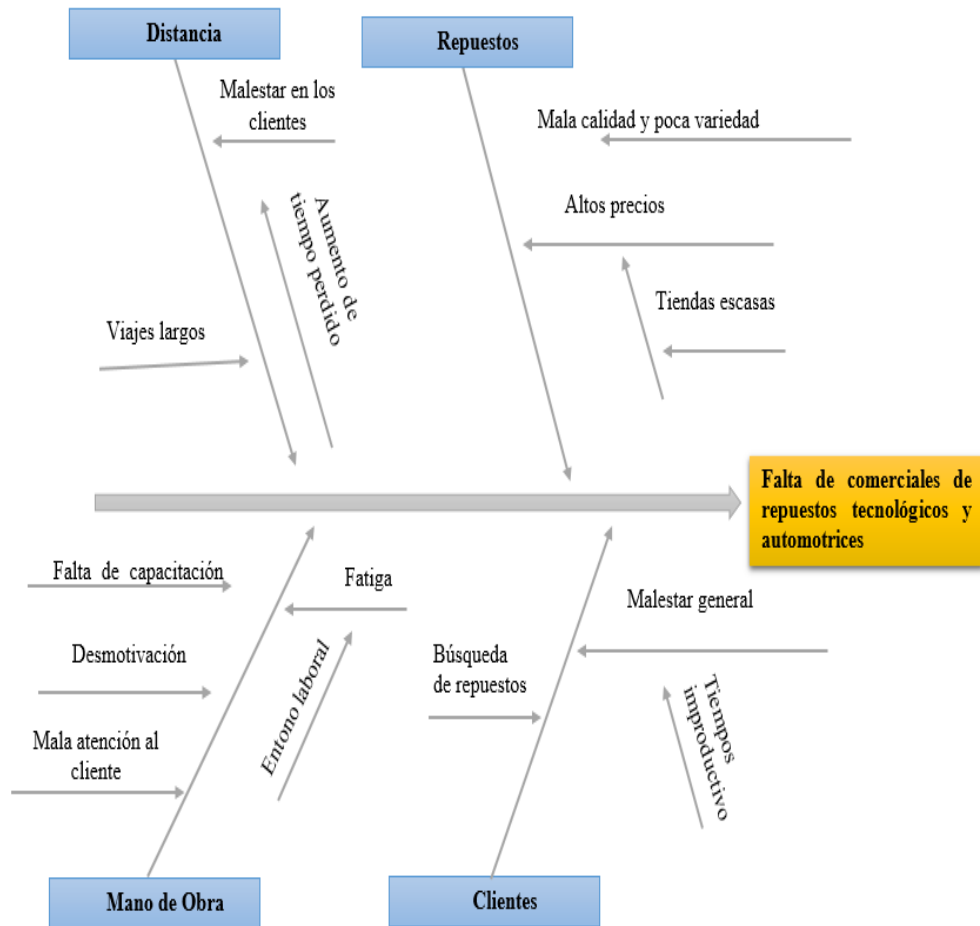 Distancia
Repuestos
Malestar en los
clientes
Mala calidad y poca variedad
Aumento de
tiempo perdido
Altos precios
Tiendas escasas
Viajes largos
Falta de comerciales de
repuestos tecnológicos y
automotrices
Falta de capacitación
Fatiga
Malestar general
Desmotivación
Búsqueda
de repuestos
Entono laboral
Tiempos
improductivo
Mala atención al
cliente
Mano de Obra
Clientes